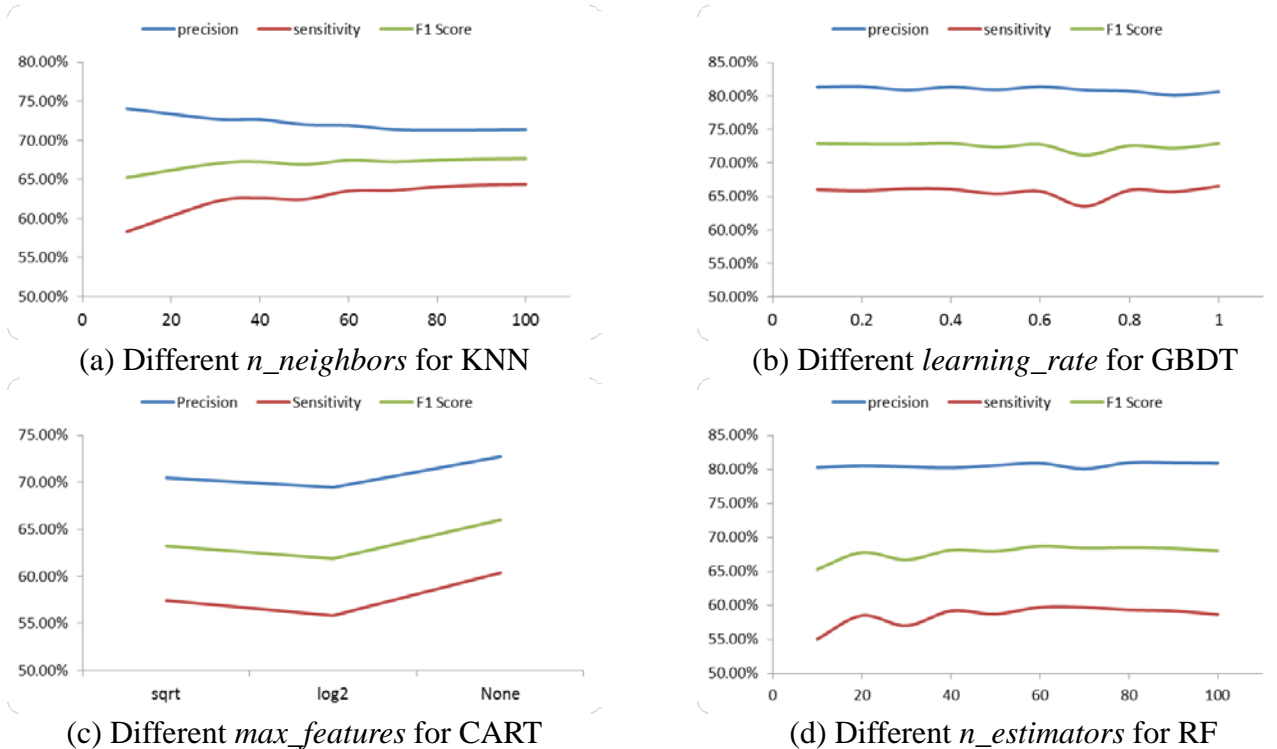 precision sensitivity F1 Score
80.00%
75.00%
70.00%
65.00%
60.00%
55.00%
50.00%
0 20 40 60 80 100
(a) Different n_neighbors for KNN
precision sensitivity F1 Score
85.00%
80.00%
75.00%
70.00%
65.00%
60.00%
55.00%
50.00%
0 0.2 0.4 0.6 0.8 1
(b) Different learning_rate for GBDT
Precision Sensitivity F1 Score
75.00%
70.00%
65.00%
60.00%
55.00%
50.00%
sqrt log2 None
(c) Different max_features for CART
precision sensitivity F1 Score
85.00%
80.00%
75.00%
70.00%
65.00%
60.00%
55.00%
50.00%
0 20 40 60 80 100
(d) Different n_estimators for RF